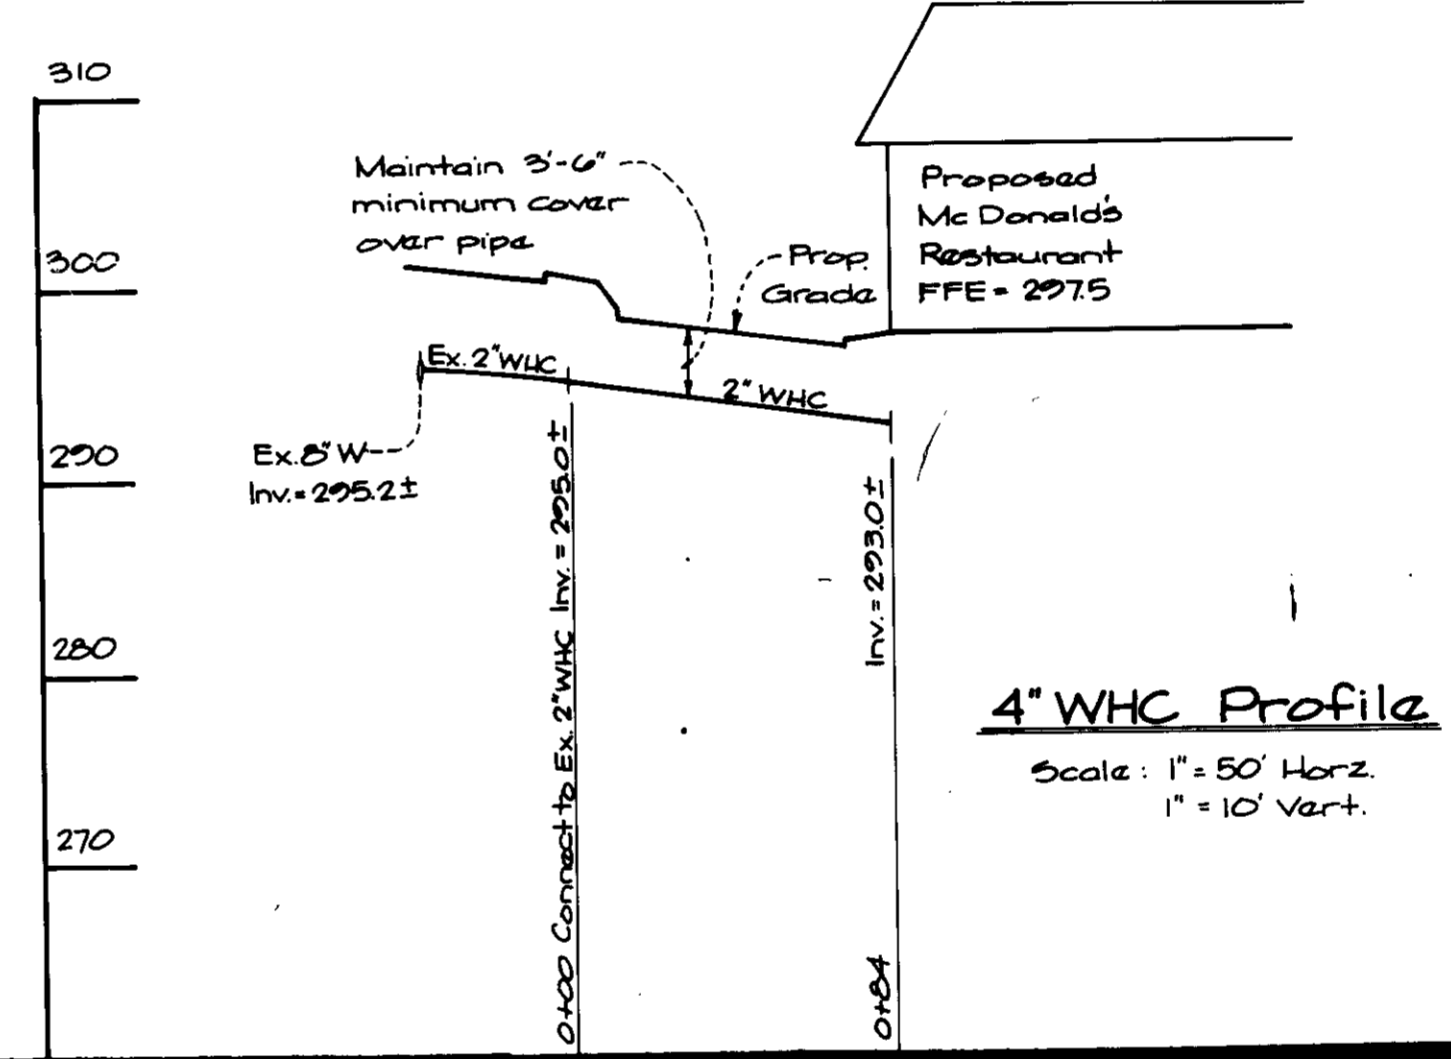 310
300
290
280
270
Maintain 3'-6"
minimum cover
over pipe
Prop.
Grade
Proposed
Mc Donald's
Restaurant
FFE = 297.5
Ex. 2" WHC
2" WHC
Ex. 8" W
Inv. = 295.2±
0+00 Connect to Ex. 2" WHC Inv. = 295.0±
Inv. = 293.0±
0+84
4" WHC Profile
Scale : 1" = 50' Horz.
1" = 10' Vert.